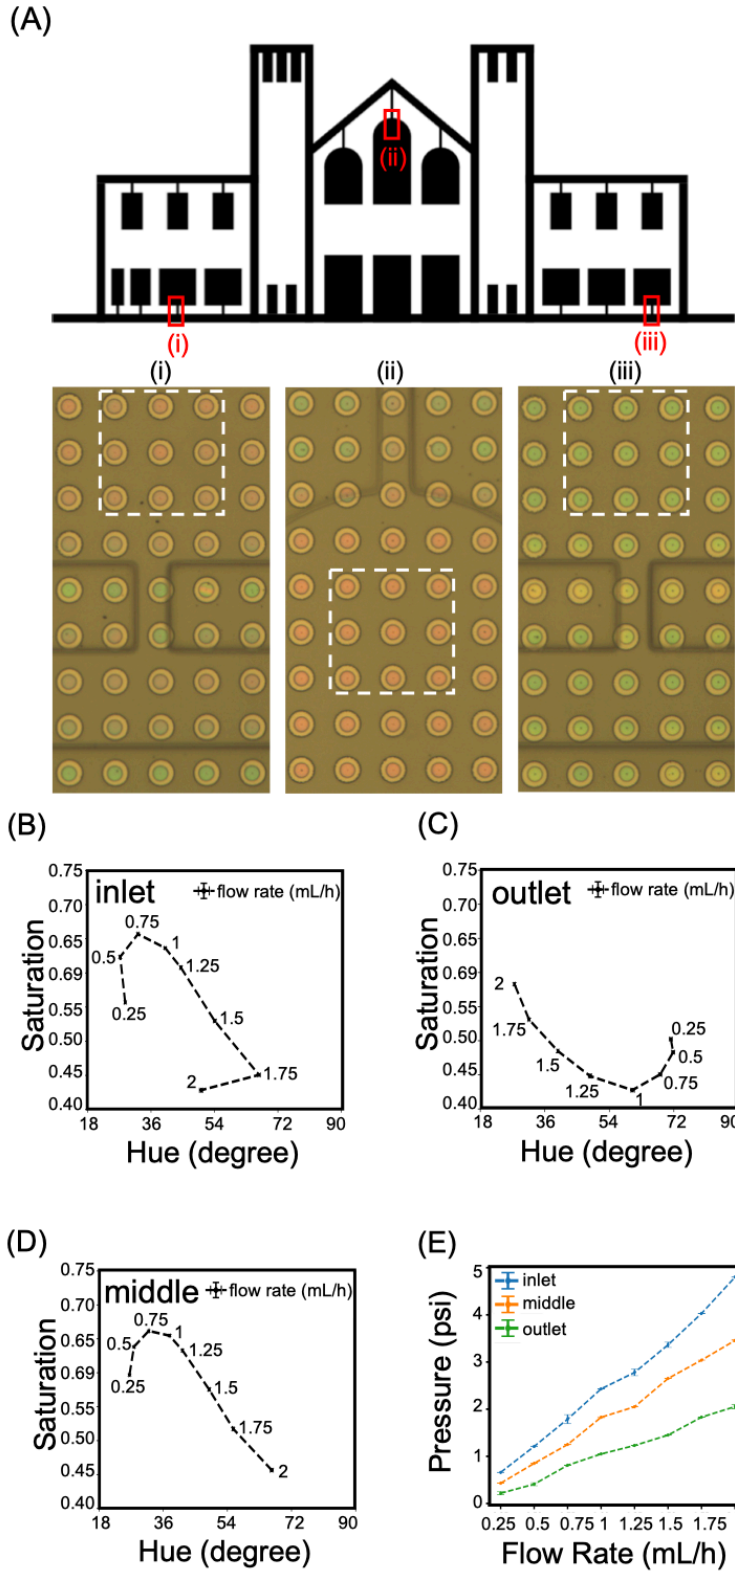 (A)
(ii)
(i)
(iii)
(i)
(ii)
(iii)
(B)
inlet
flow rate (mL/h)
Saturation
0.75
0.70
0.65
0.69
0.55
0.50
0.45
0.40
0.75
1
0.5
1.25
0.25
1.5
1.75
2
18
36
54
72
90
Hue (degree)
(C)
outlet
flow rate (mL/h)
Saturation
0.75
0.70
0.65
0.69
0.55
0.50
0.45
0.40
2
1.75
1.5
1.25
1
0.75
0.5
0.25
18
36
54
72
90
Hue (degree)
(D)
middle
flow rate (mL/h)
Saturation
0.75
0.70
0.65
0.69
0.55
0.50
0.45
0.40
0.75
1
0.5
1.25
0.25
1.5
1.75
2
18
36
54
72
90
Hue (degree)
(E)
inlet
middle
outlet
Pressure (psi)
5
4
3
2
1
0
0.25
0.5
0.75
1
1.25
1.5
1.75
Flow Rate (mL/h)